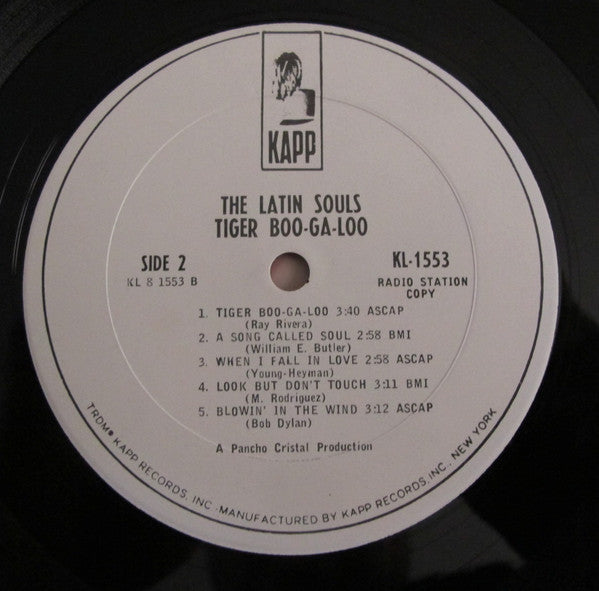 KAPP
THE LATIN SOULS
TIGER BOO-GA-LOO
SIDE 2
KL 8 1553 B
KL-1553
RADIO STATION
COPY
1. TIGER BOO-GA-LOO 3:40 ASCAP
(Ray Rivera)
2. A SONG CALLED SOUL 2:58 BMI
(William E. Butler)
3. WHEN I FALL IN LOVE 2:58 ASCAP
(Young-Heyman)
4. LOOK BUT DON'T TOUCH 3:11 BMI
(M. Rodriguez)
5. BLOWIN' IN THE WIND 3:12 ASCAP
(Bob Dylan)
A Pancho Cristal Production
TRDM® KAPP RECORDS, INC.-MANUFACTURED BY KAPP RECORDS, INC., NEW YORK